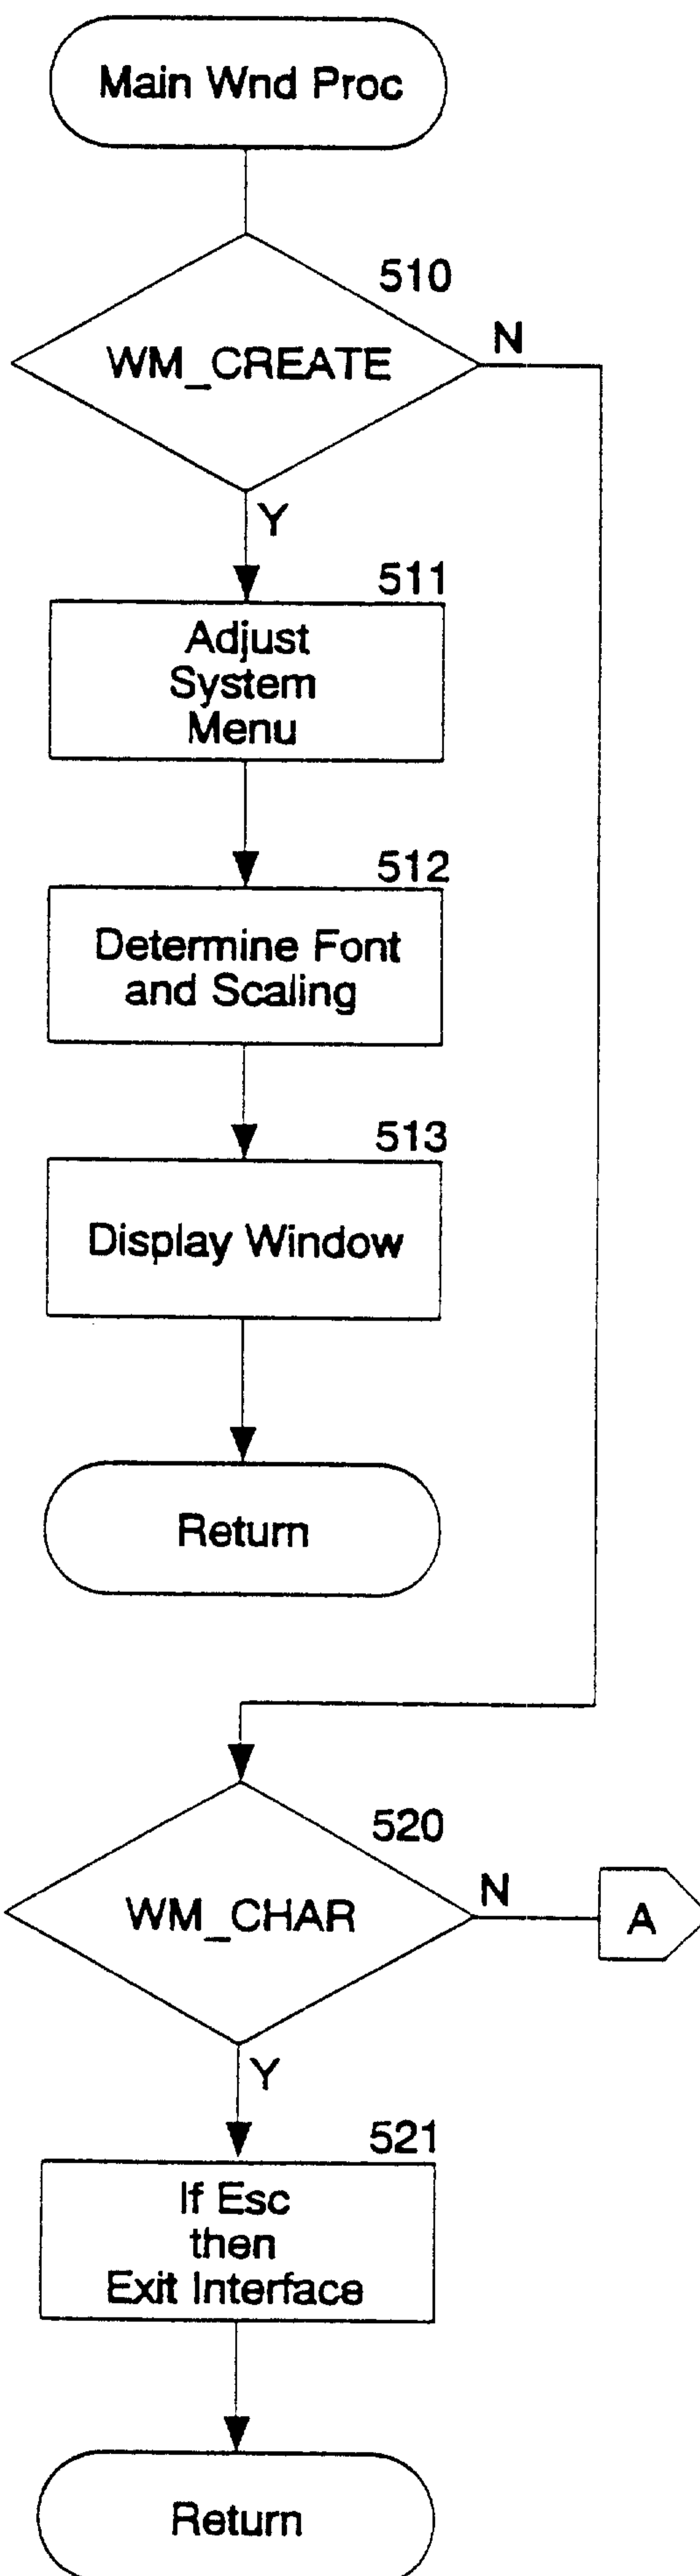 Main Wnd Proc
510
WM_CREATE
N
Y
511
Adjust
System
Menu
512
Determine Font
and Scaling
513
Display Window
Return
520
WM_CHAR
N
A
Y
521
If Esc
then
Exit Interface
Return